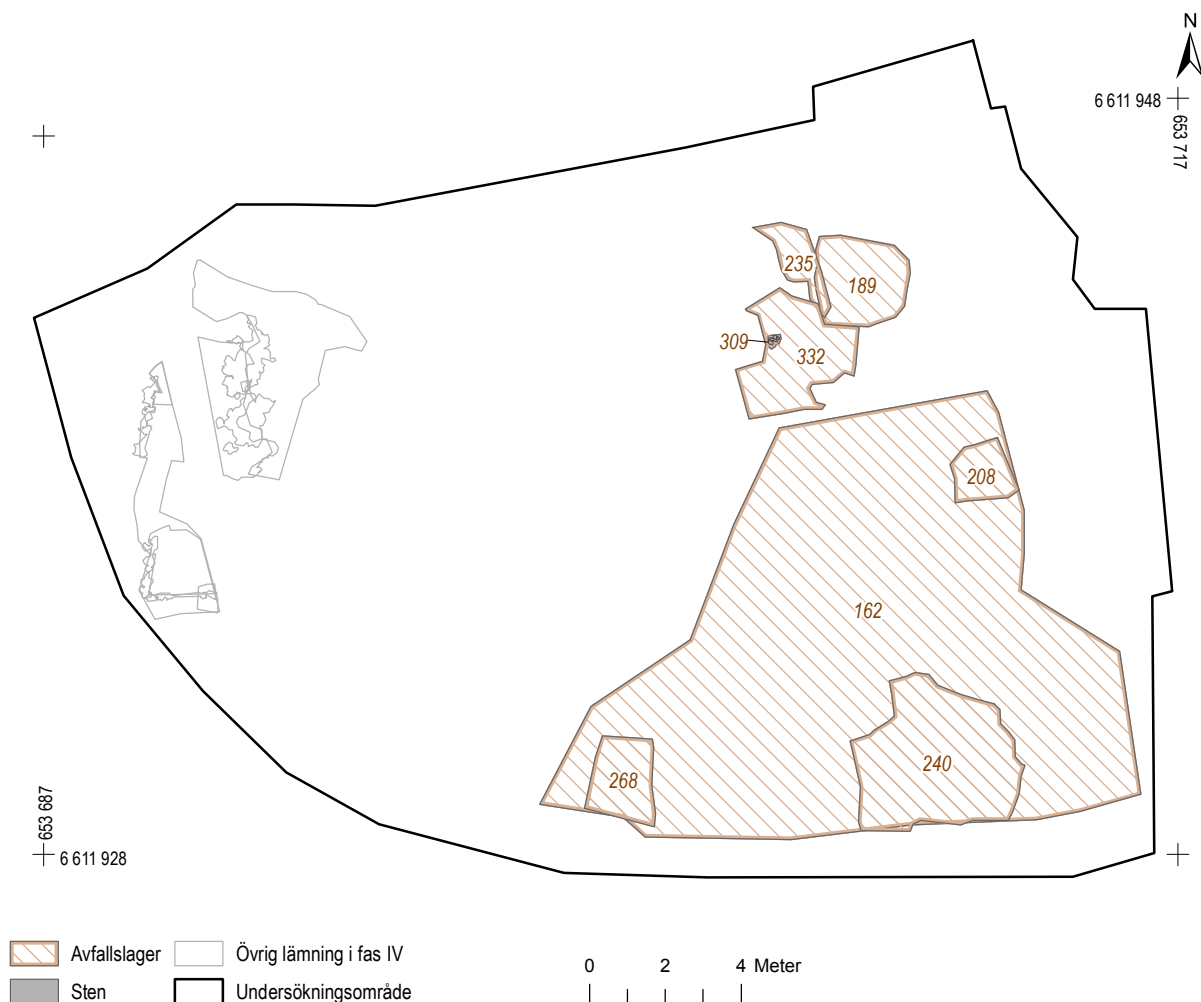 N
6 611 948
653 717
235
189
309
332
208
162
240
268
653 687
6 611 928
Avfallslager
Övrig lämning i fas IV
Sten
Undersökningsområde
0 2 4 Meter